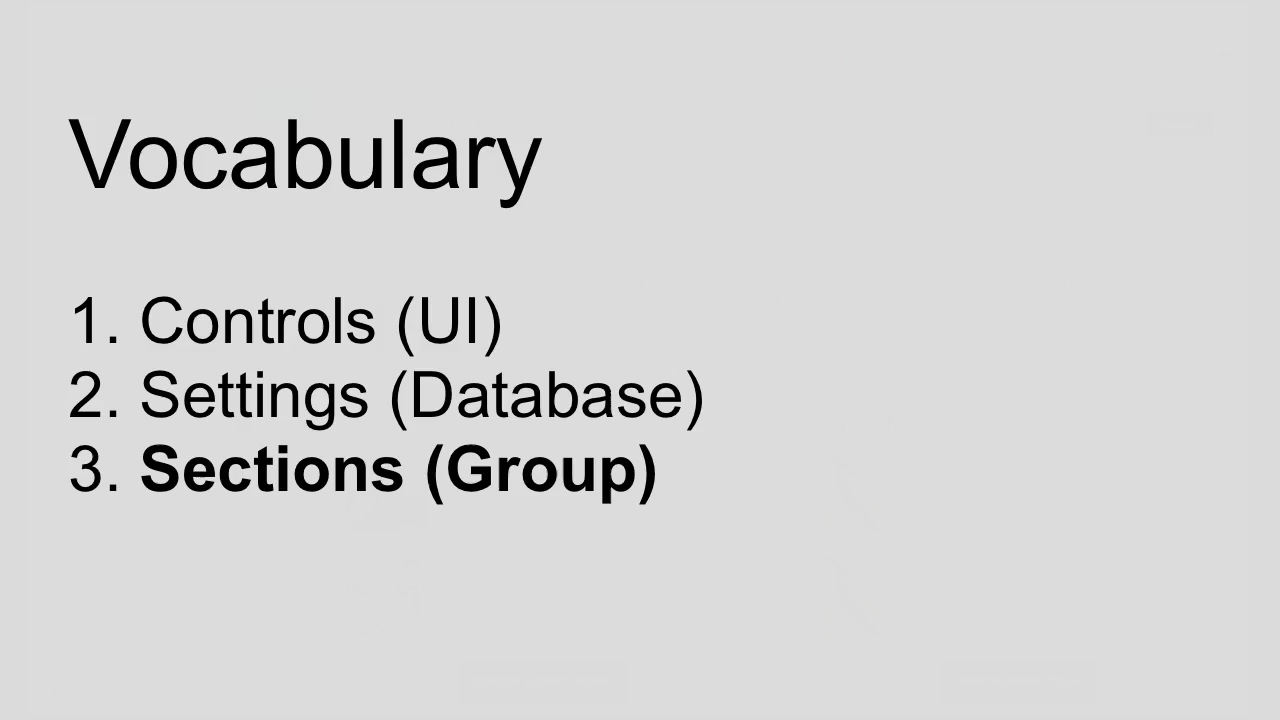 Vocabulary
1. Controls (UI)
2. Settings (Database)
3. Sections (Group)